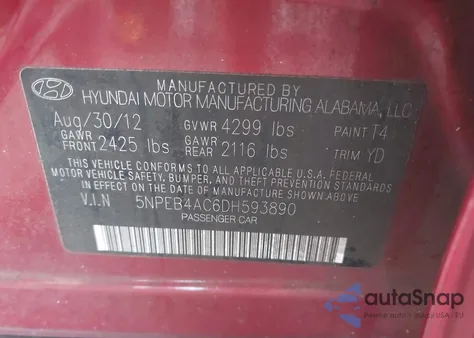 MANUFACTURED BY
HYUNDAI MOTOR MANUFACTURING ALABAMA, LLC
Aug/30/12 GVWR 4299 lbs PAINT T4
GAWR FRONT 2425 lbs GAWR REAR 2116 lbs TRIM YD
THIS VEHICLE CONFORMS TO ALL APPLICABLE U.S.A. FEDERAL
MOTOR VEHICLE SAFETY, BUMPER, AND THEFT PREVENTION STANDARDS
IN EFFECT ON THE DATE OF MANUFACTURE SHOWN ABOVE.
V.I.N 5NPEB4AC6DH593890
PASSENGER CAR
autoSnap